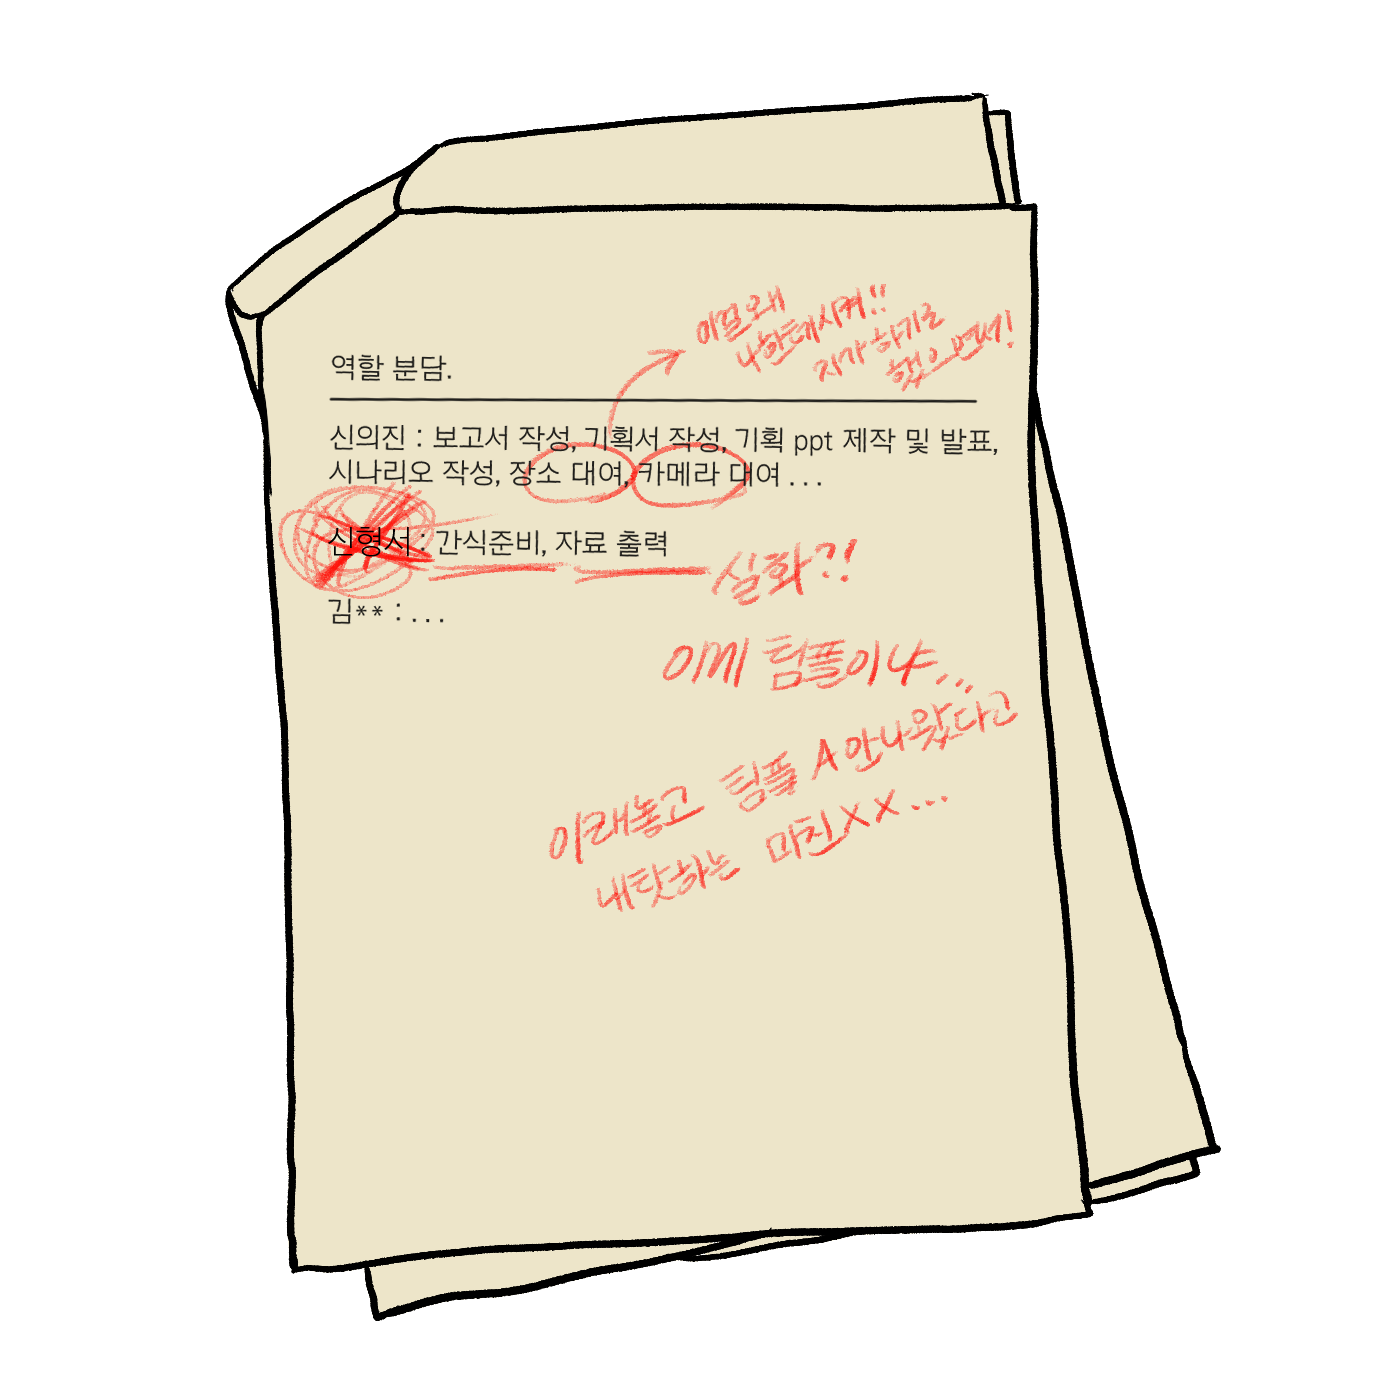 이걸 왜
나한테 시켜!!
지가 하기로
했으면서!
역할 분담.
신의진 : 보고서 작성, 기획서 작성, 기획 ppt 제작 및 발표,
시나리오 작성, 장소 대여, 카메라 대여 . . .
신형서 : 간식준비, 자료 출력
실화?!
김** : . . . .
이게 팀플이냐...
이래놓고 팀플 A 안나왔다고
내탓하는 미친XX...